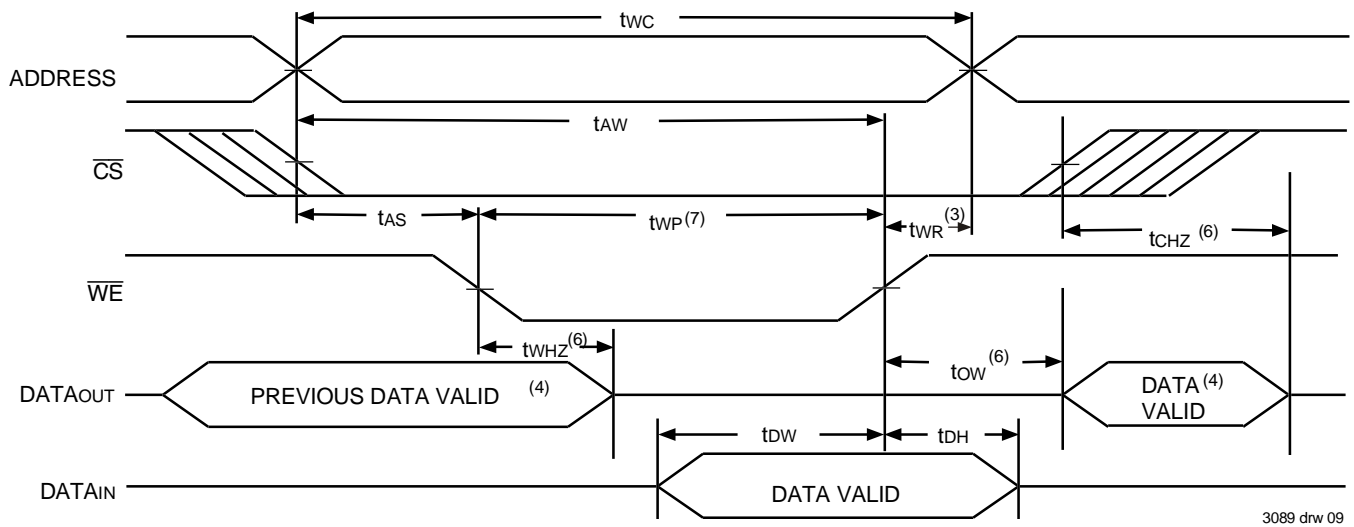 tWC
ADDRESS
tAW
CS
tAS
tWP (7)
tWR (3)
tCHZ (6)
WE
tWHZ (6)
tOW (6)
DATAOUT
PREVIOUS DATA VALID (4)
DATA (4)
VALID
tDW
tDH
DATAIN
DATA VALID
3089 drw 09